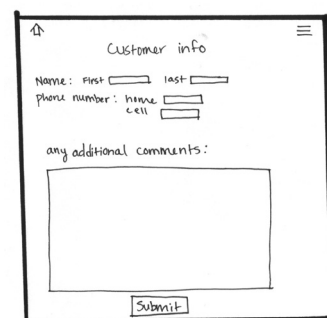 Customer info
Name: First last
phone number: home
cell
any additional comments:
Submit